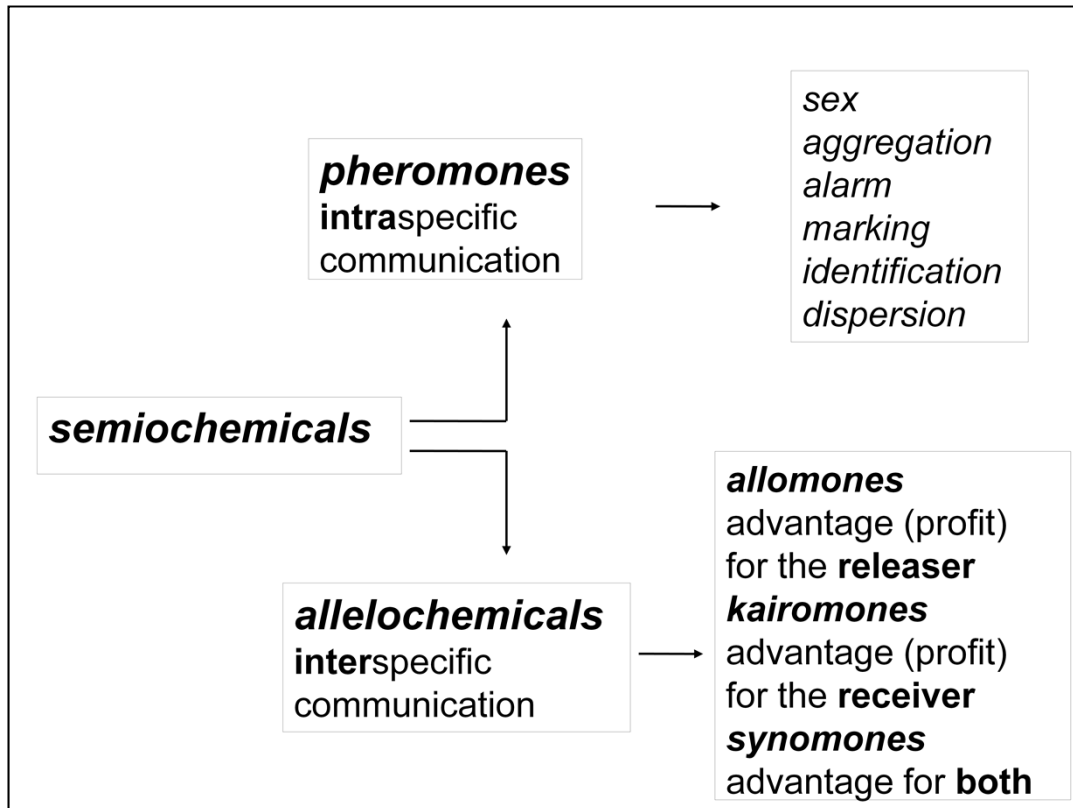 semiochemicals
pheromones
intraspecific
communication
sex
aggregation
alarm
marking
identification
dispersion
allelochemicals
interspecific
communication
allomones
advantage (profit)
for the releaser
kairomones
advantage (profit)
for the receiver
synomones
advantage for both